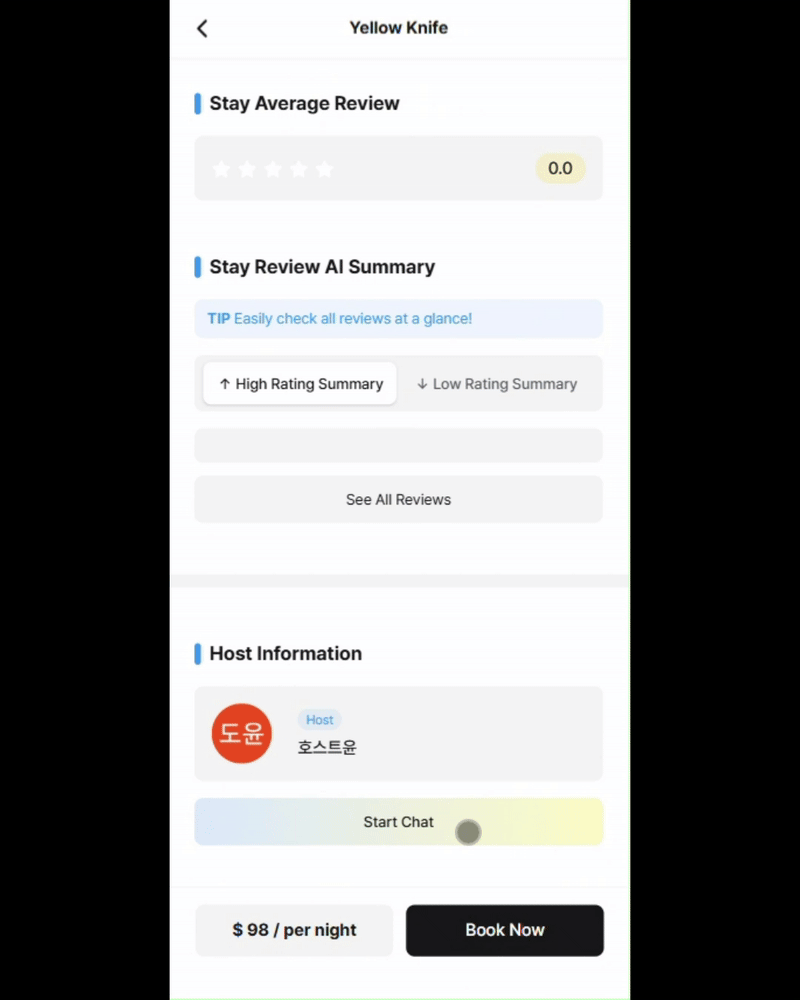 Yellow Knife
Stay Average Review
0.0
Stay Review AI Summary
TIP Easily check all reviews at a glance!
↑ High Rating Summary
↓ Low Rating Summary
See All Reviews
Host Information
도윤
Host
호스트윤
Start Chat
$ 98 / per night
Book Now